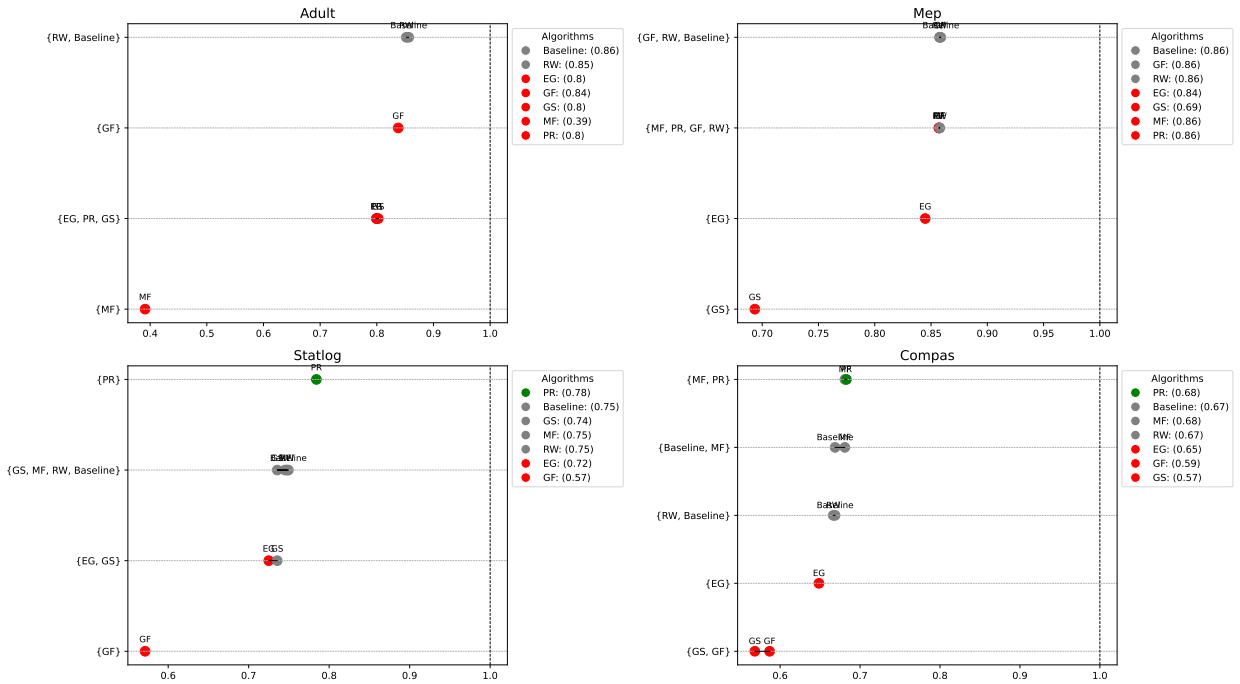 Adult
{RW, Baseline}
{GF}
GF
{EG, PR, GS}
{MF}
MF
0.4 0.5 0.6 0.7 0.8 0.9 1.0
Algorithms
Baseline: (0.86)
RW: (0.85)
EG: (0.8)
GF: (0.84)
GS: (0.8)
MF: (0.39)
PR: (0.8)
Mep
{GF, RW, Baseline}
{MF, PR, GF, RW}
{EG}
EG
{GS}
GS
0.70 0.75 0.80 0.85 0.90 0.95 1.00
Algorithms
Baseline: (0.86)
GF: (0.86)
RW: (0.86)
EG: (0.84)
GS: (0.69)
MF: (0.86)
PR: (0.86)
Statlog
{PR}
PR
{GS, MF, RW, Baseline}
{EG, GS}
EG GS
{GF}
GF
0.6 0.7 0.8 0.9 1.0
Algorithms
PR: (0.78)
Baseline: (0.75)
GS: (0.74)
MF: (0.75)
RW: (0.75)
EG: (0.72)
GF: (0.57)
Compas
{MF, PR}
MF PR
{Baseline, MF}
Baseline MF
{RW, Baseline}
RW Baseline
{EG}
EG
{GS, GF}
GS GF
0.6 0.7 0.8 0.9 1.0
Algorithms
PR: (0.68)
Baseline: (0.67)
MF: (0.68)
RW: (0.67)
EG: (0.65)
GF: (0.59)
GS: (0.57)